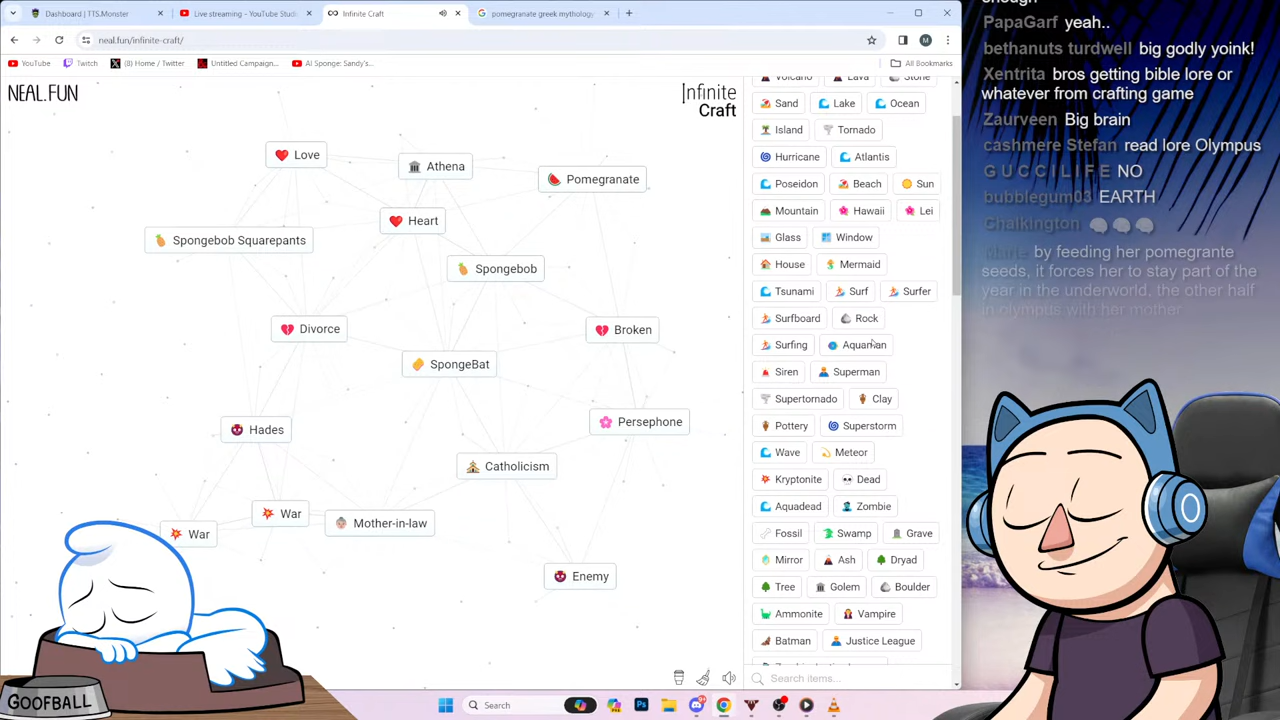 Dashboard | TTS.Monster
Live streaming - YouTube Studi
Infinite Craft
pomegranate greek mythology
neal.fun/infinite-craft/
YouTube
Twitch
(8) Home / Twitter
Untitled Campaign...
AI Sponge: Sandy's...
All Bookmarks
NEAL.FUN
Infinite
Craft
Love
Athena
Pomegranate
Heart
Spongebob Squarepants
Spongebob
Divorce
Broken
SpongeBat
Hades
Persephone
Catholicism
War
War
Mother-in-law
Enemy
Volcano Lava Stone
Sand Lake Ocean
Island Tornado
Hurricane Atlantis
Poseidon Beach Sun
Mountain Hawaii Lei
Glass Window
House Mermaid
Tsunami Surf Surfer
Surfboard Rock
Surfing Aquarian
Siren Superman
Supertornado Clay
Pottery Superstorm
Wave Meteor
Kryptonite Dead
Aquadead Zombie
Fossil Swamp Grave
Mirror Ash Dryad
Tree Golem Boulder
Ammonite Vampire
Batman Justice League
Search items...
enough
PapaGarf yeah..
bethanuts turdwell big godly yoink!
Xentrita bros getting bible lore or
whatever from crafting game
Zaurveen Big brain
cashmere Stefan read lore Olympus
G U C C I L I F E NO
bubblegum03 EARTH
Chalkington
by feeding her pomegrante
seeds, it forces her to stay part of the
year in the underworld, the other half
in olympus with her mother
GOOFBALL
Search